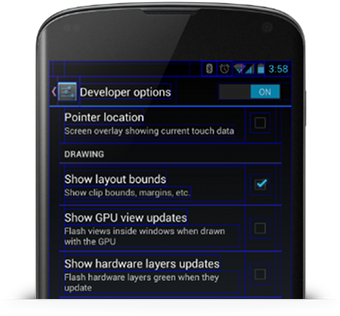 3:58
Developer options
ON
Pointer location
Screen overlay showing current touch data
DRAWING
Show layout bounds
Show clip bounds, margins, etc.
Show GPU view updates
Flash views inside windows when drawn
with the GPU
Show hardware layers updates
Flash hardware layers green when they
update